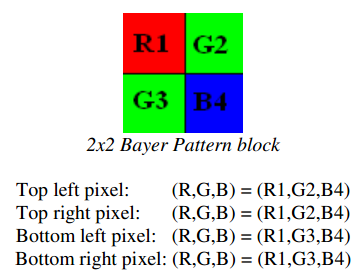 R1 G2
G3 B4
2x2 Bayer Pattern block
Top left pixel: (R,G,B) = (R1,G2,B4)
Top right pixel: (R,G,B) = (R1,G2,B4)
Bottom left pixel: (R,G,B) = (R1,G3,B4)
Bottom right pixel: (R,G,B) = (R1,G3,B4)